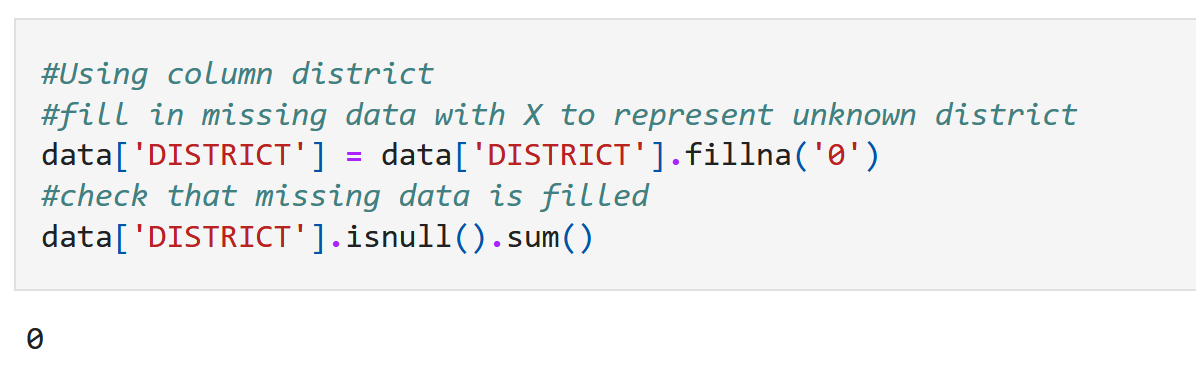 #Using column district
#fill in missing data with X to represent unknown district
data['DISTRICT'] = data['DISTRICT'].fillna('0')
#check that missing data is filled
data['DISTRICT'].isnull().sum()
0